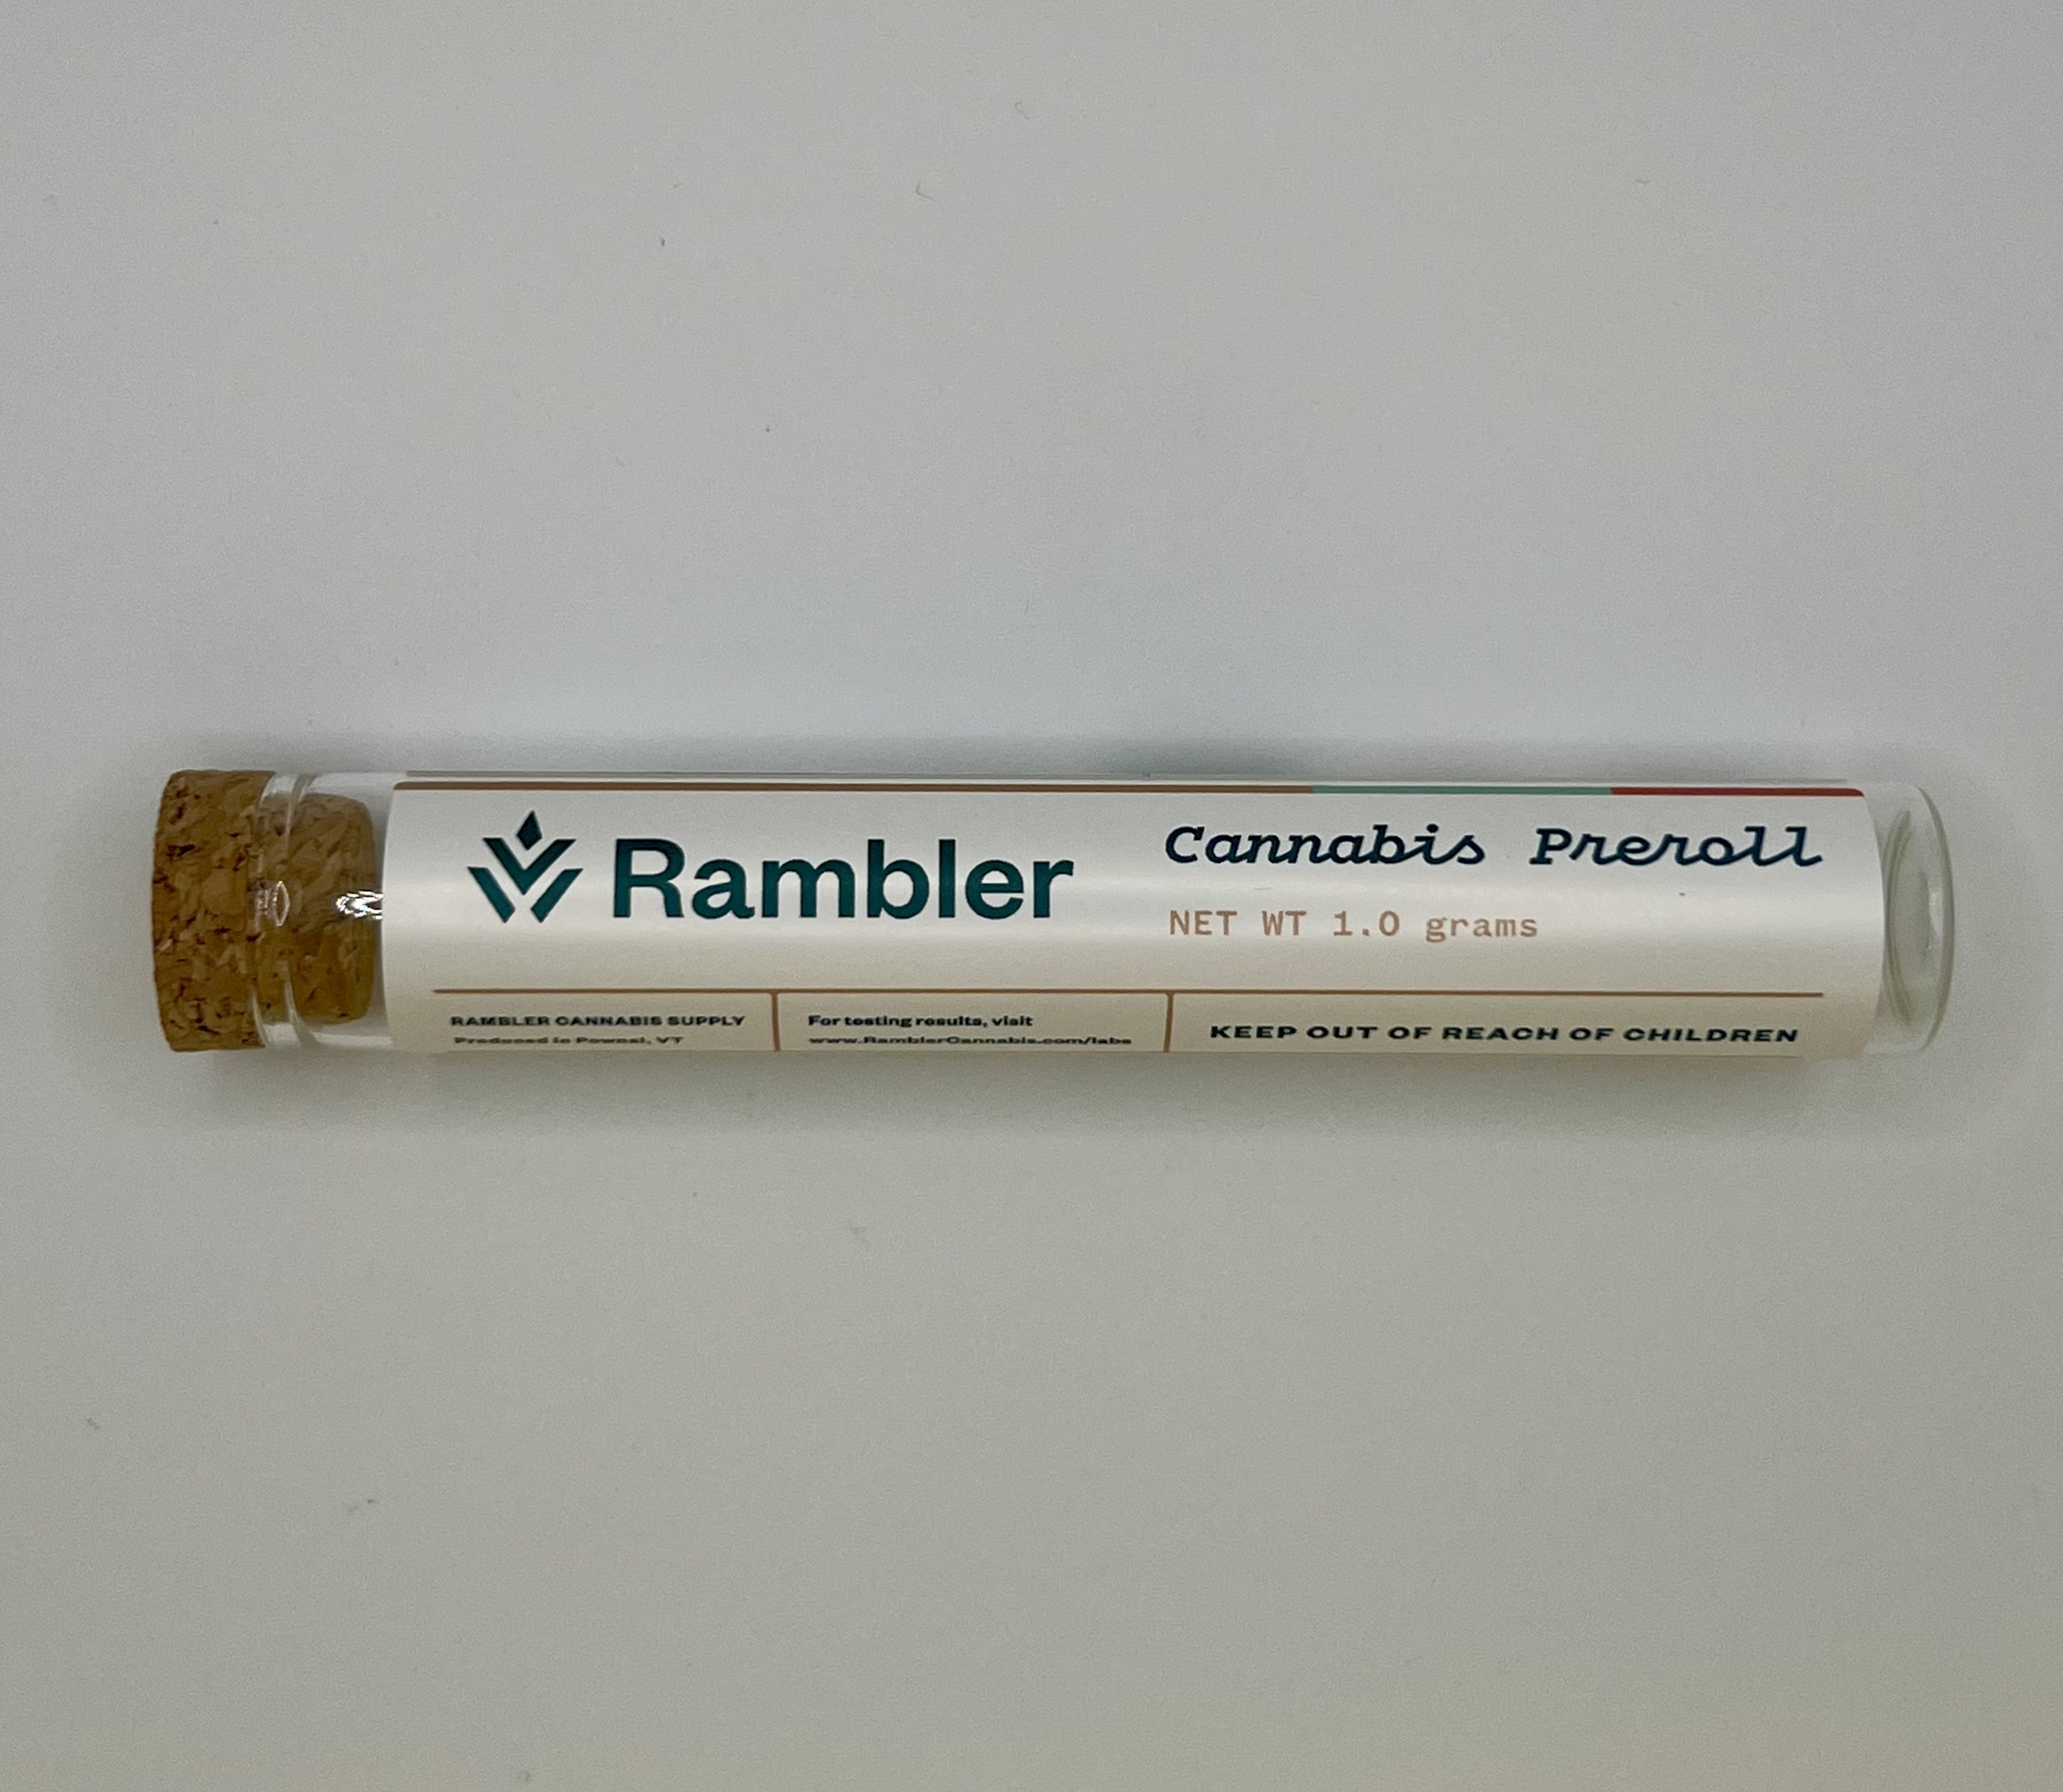 Rambler
Cannabis Preroll
NET WT 1.0 grams
RAMBLER CANNABIS SUPPLY
Produced in Pownal, VT
For testing results, visit
www.RamblerCannabis.com/labs
KEEP OUT OF REACH OF CHILDREN